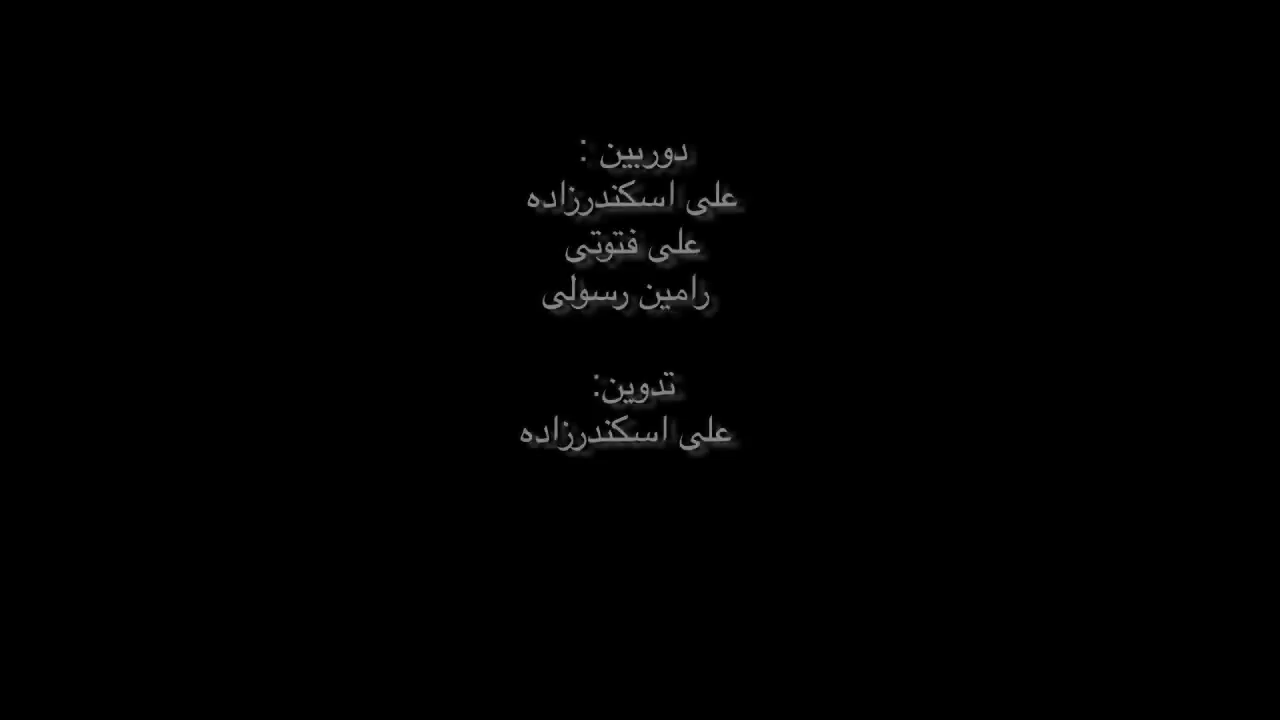 دوربین :
علی اسکندرزاده
علی فتوتی
رامین رسولی
تدوین:
علی اسکندرزاده